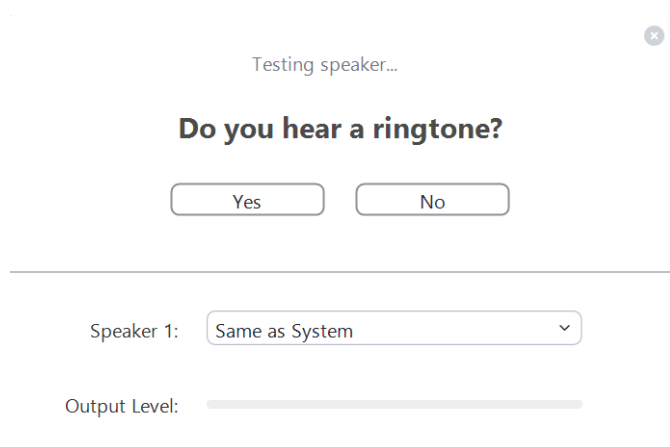 Testing speaker...
Do you hear a ringtone?
Yes
No
Speaker 1:
Same as System
Output Level: